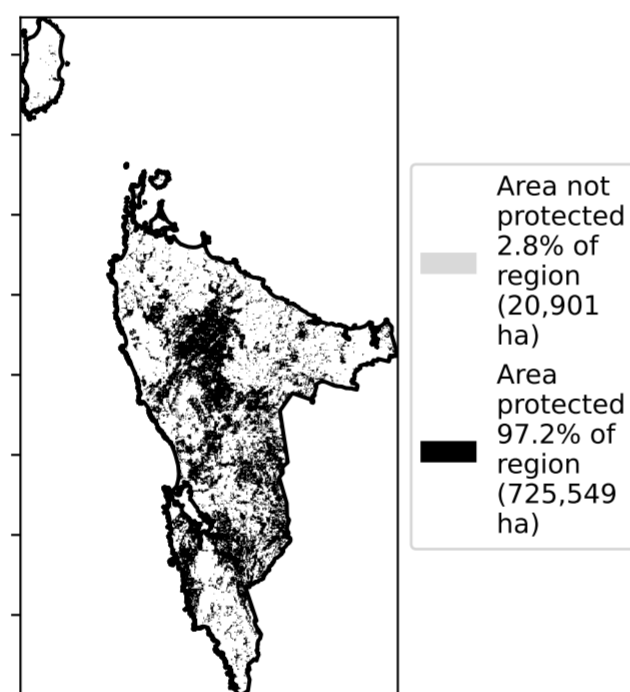 Area not
protected
2.8% of
region
(20,901
ha)
Area
protected
97.2% of
region
(725,549
ha)